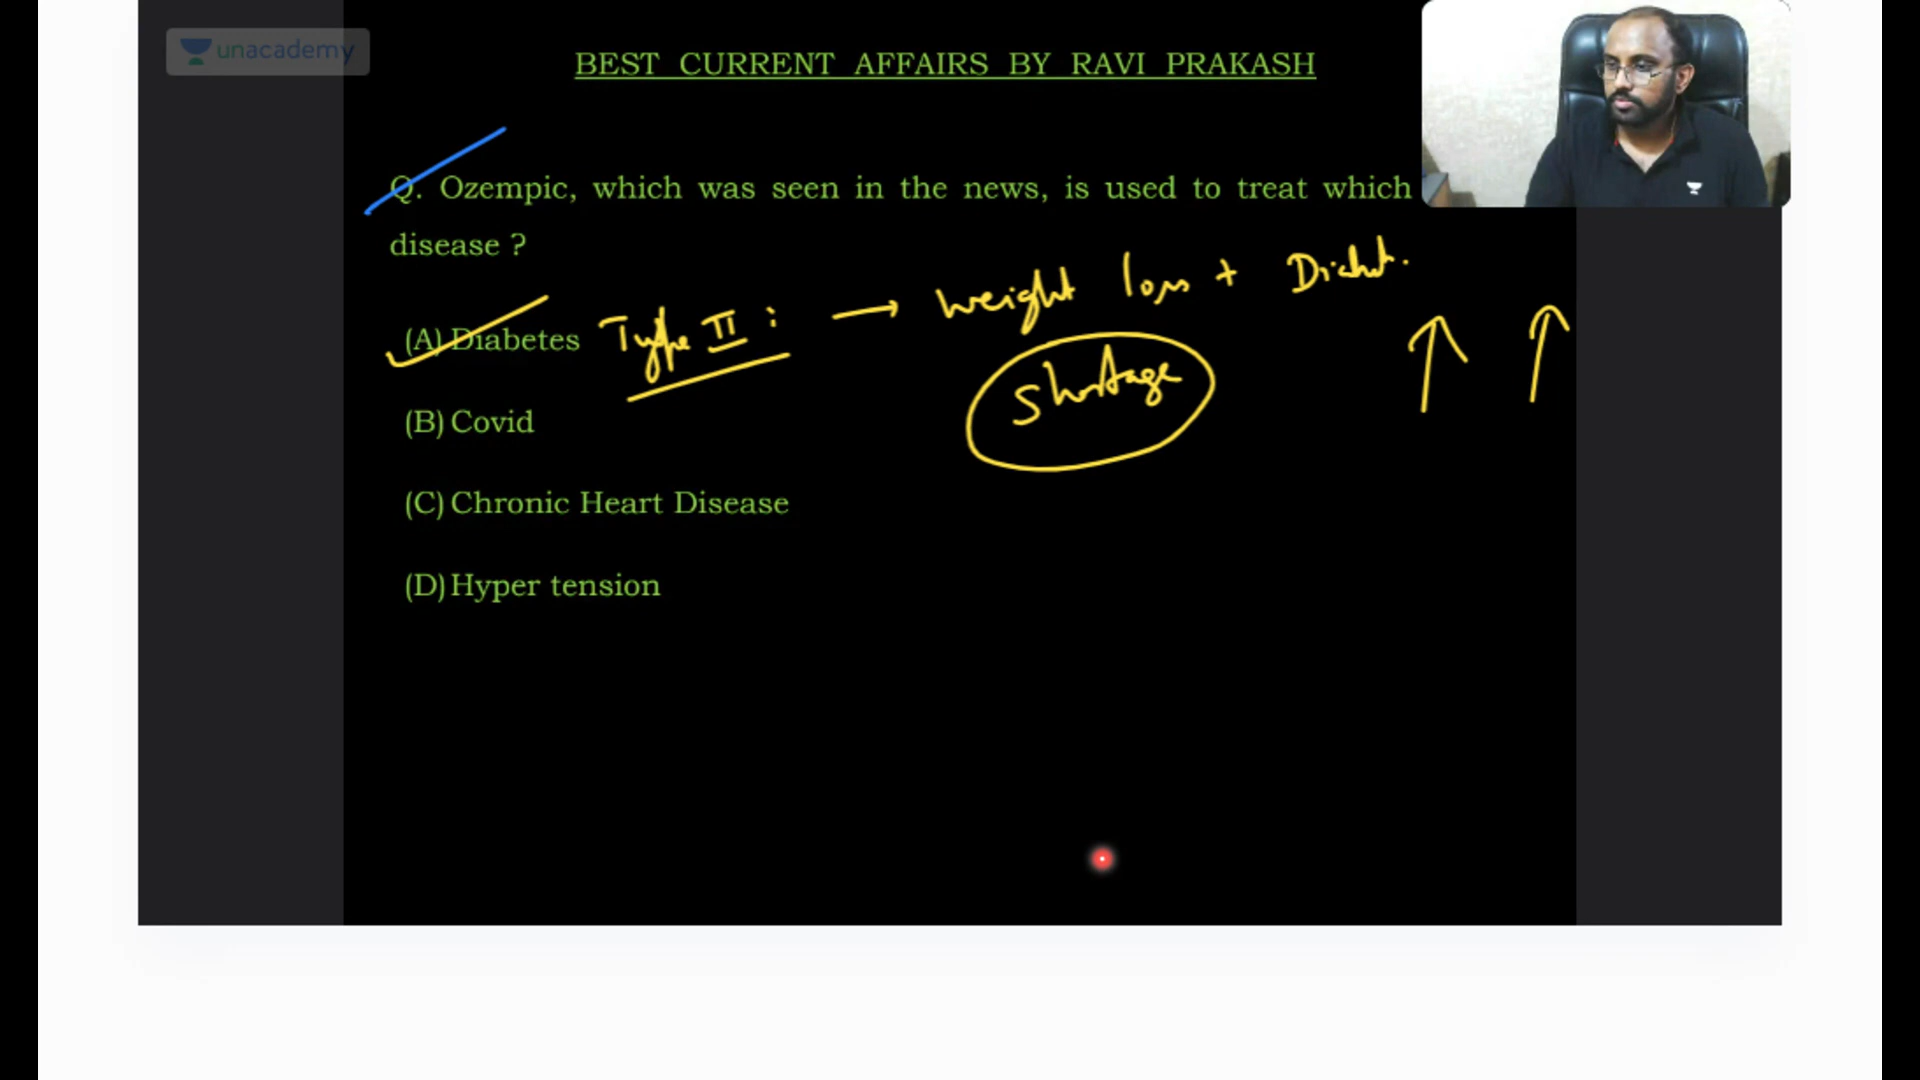 unacademy
BEST CURRENT AFFAIRS BY RAVI PRAKASH
Q. Ozempic, which was seen in the news, is used to treat which
disease ?
(A) Diabetes Type II : → weight loss +
shortage
(B) Covid
(C) Chronic Heart Disease
(D) Hyper tension